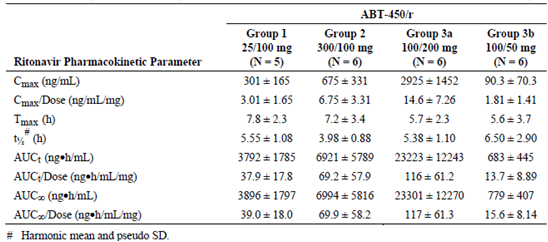 ABT-450/r
Group 1 Group 2 Group 3a Group 3b
25/100 mg 300/100 mg 100/200 mg 100/50 mg
Ritonavir Pharmacokinetic Parameter (N = 5) (N = 6) (N = 6) (N = 6)
Cmax (ng/mL) 301 ± 165 675 ± 331 2925 ± 1452 90.3 ± 70.3
Cmax/Dose (ng/mL/mg) 3.01 ± 1.65 6.75 ± 3.31 14.6 ± 7.26 1.81 ± 1.41
Tmax (h) 7.8 ± 2.3 7.2 ± 3.4 5.7 ± 2.3 5.6 ± 3.7
t½# (h) 5.55 ± 1.08 3.98 ± 0.88 5.38 ± 1.10 6.50 ± 2.90
AUCt (ng•h/mL) 3792 ± 1785 6921 ± 5789 23223 ± 12243 683 ± 445
AUCt/Dose (ng•h/mL/mg) 37.9 ± 17.8 69.2 ± 57.9 116 ± 61.2 13.7 ± 8.89
AUC∞ (ng•h/mL) 3896 ± 1797 6994 ± 5816 23301 ± 12270 779 ± 407
AUC∞/Dose (ng•h/mL/mg) 39.0 ± 18.0 69.9 ± 58.2 117 ± 61.3 15.6 ± 8.14
# Harmonic mean and pseudo SD.